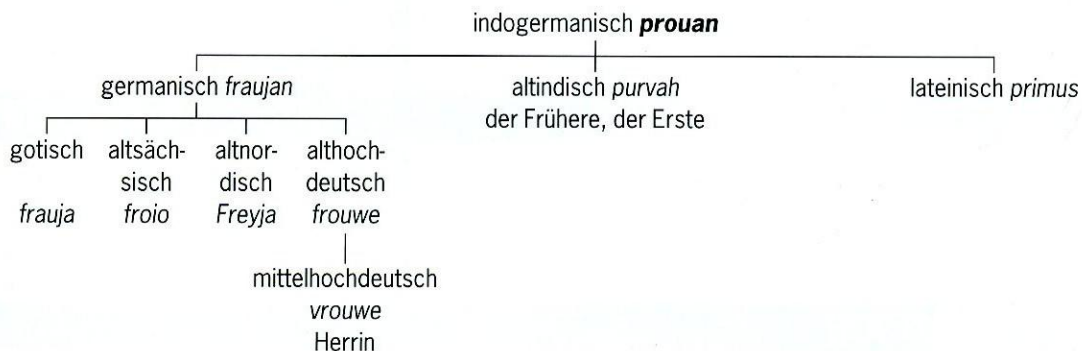 indogermanisch prouan
germanisch fraujan
altindisch purvah
der Frühere, der Erste
lateinisch primus
gotisch
frauja
altsäch-
sisch
froio
altnor-
disch
Freyja
althoch-
deutsch
frouwe
mittelhochdeutsch
vrouwe
Herrin